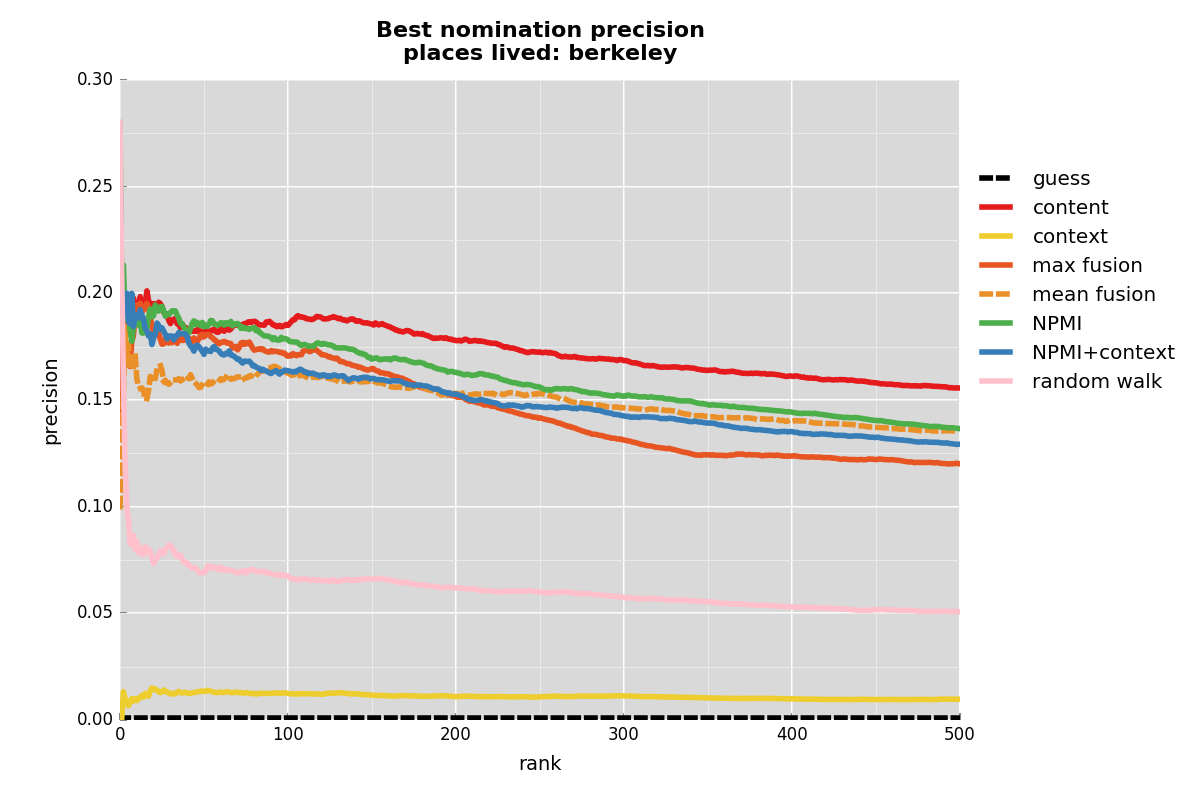 Best nomination precision
places lived: berkeley
0.30
0.25
0.20
0.15
0.10
0.05
0.00
precision
0
100
200
300
400
500
rank
guess
content
context
max fusion
mean fusion
NPMI
NPMI+context
random walk